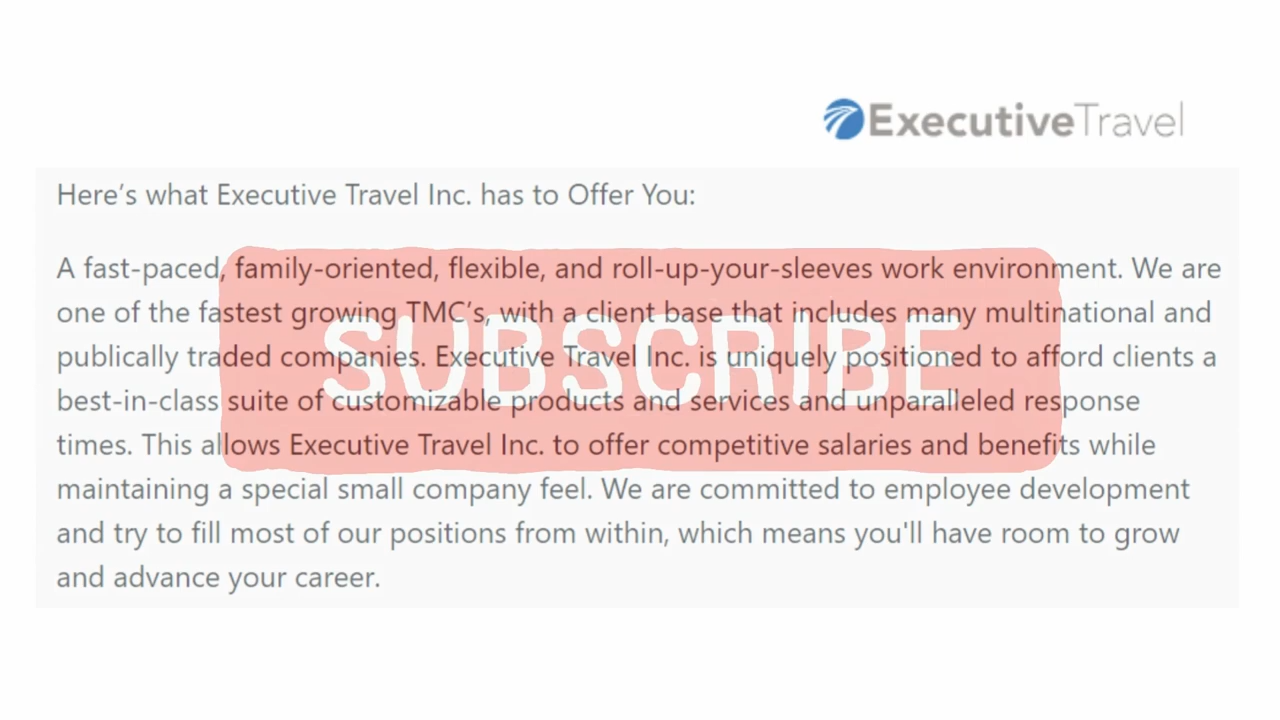 ExecutiveTravel
Here’s what Executive Travel Inc. has to Offer You:
A fast-paced, family-oriented, flexible, and roll-up-your-sleeves work environment. We are
one of the fastest growing TMC’s, with a client base that includes many multinational and
publically traded companies. Executive Travel Inc. is uniquely positioned to afford clients a
best-in-class suite of customizable products and services and unparalleled response
times. This allows Executive Travel Inc. to offer competitive salaries and benefits while
maintaining a special small company feel. We are committed to employee development
and try to fill most of our positions from within, which means you'll have room to grow
and advance your career.
SUBSCRIBE